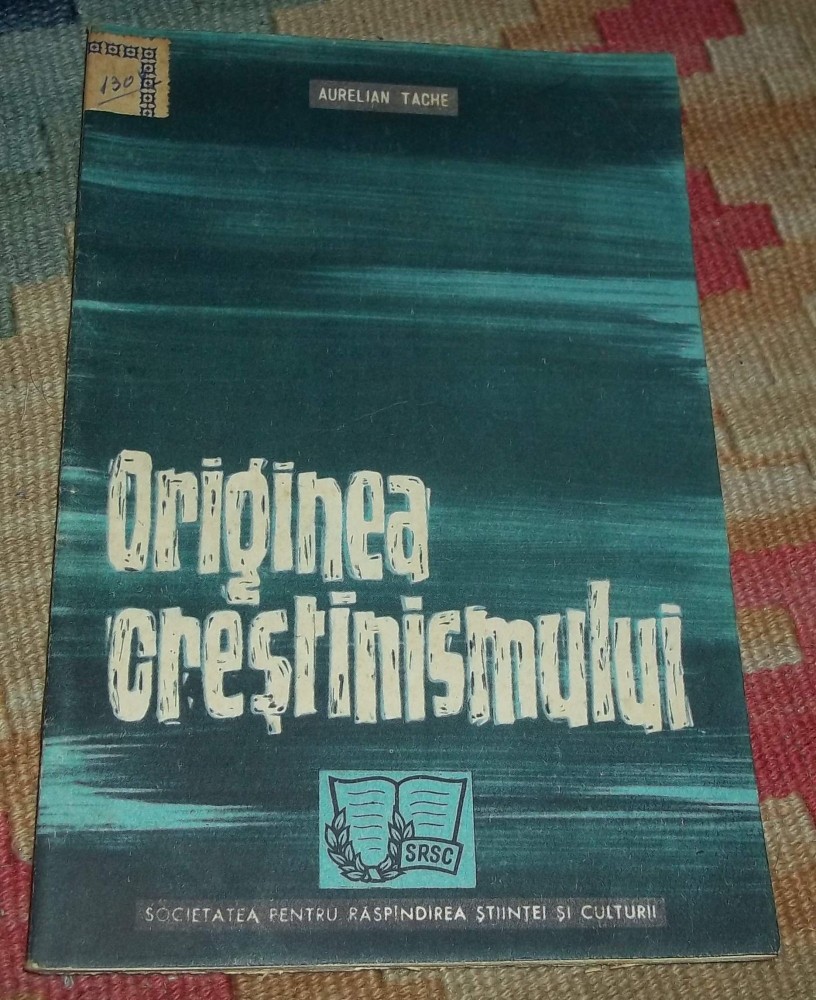 130
AURELIAN TACHE
Originea
creştinismului
SRSC
SOCIETATEA PENTRU RĂSPÎNDIREA ŞTIINŢEI ŞI CULTURII